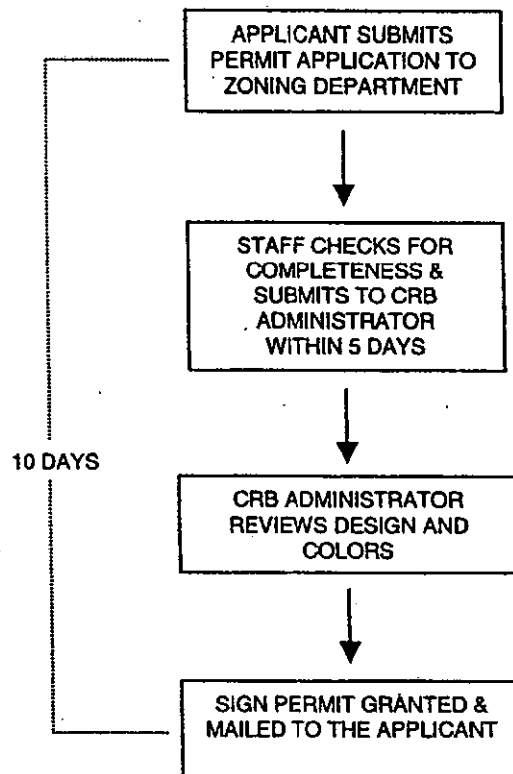 APPLICANT SUBMITS
PERMIT APPLICATION TO
ZONING DEPARTMENT
STAFF CHECKS FOR
COMPLETENESS &
SUBMITS TO CRB
ADMINISTRATOR
WITHIN 5 DAYS
10 DAYS
CRB ADMINISTRATOR
REVIEWS DESIGN AND
COLORS
SIGN PERMIT GRANTED &
MAILED TO THE APPLICANT